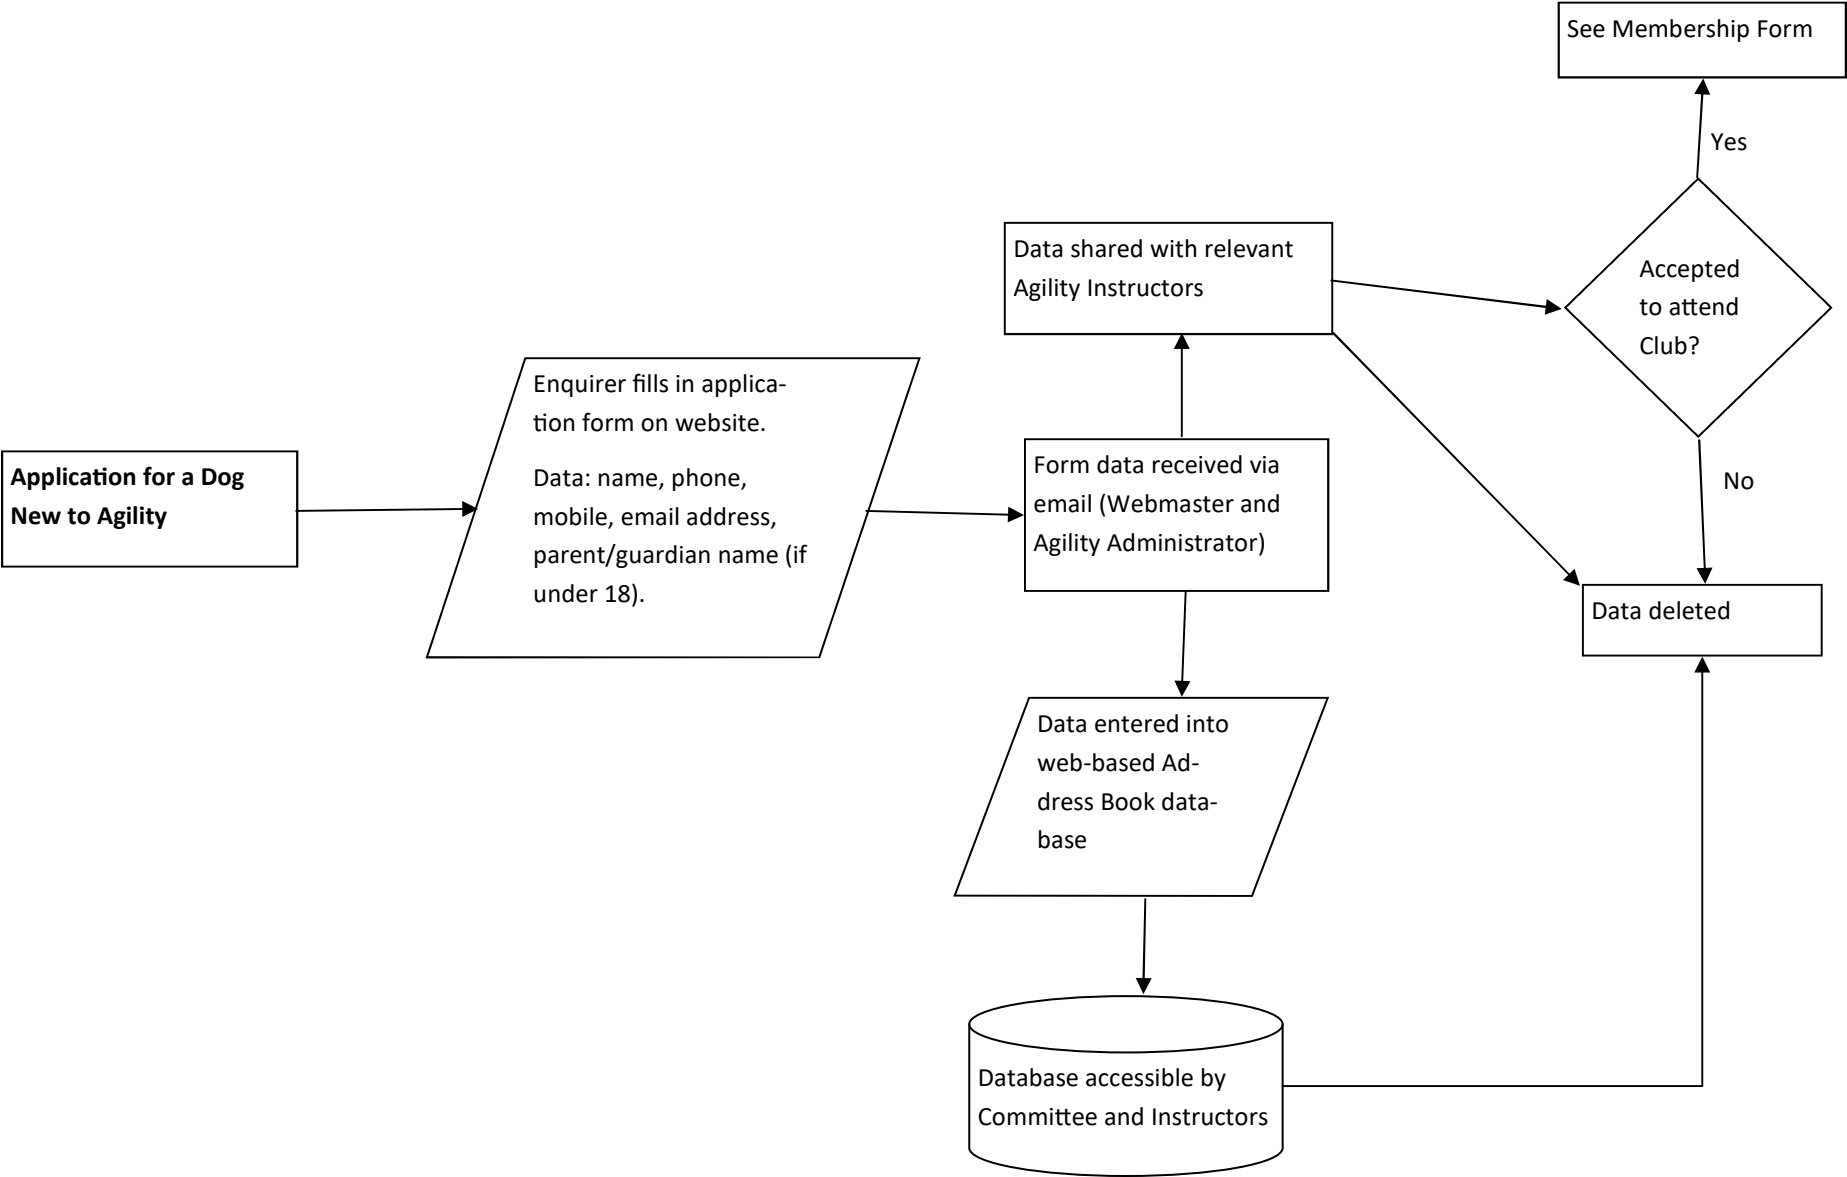 See Membership Form
Yes
Data shared with relevant
Agility Instructors
Accepted
to attend
Club?
Enquirer fills in applica-
tion form on website.
Data: name, phone,
mobile, email address,
parent/guardian name (if
under 18).
Application for a Dog
New to Agility
Form data received via
email (Webmaster and
Agility Administrator)
No
Data deleted
Data entered into
web-based Ad-
dress Book data-
base
Database accessible by
Committee and Instructors